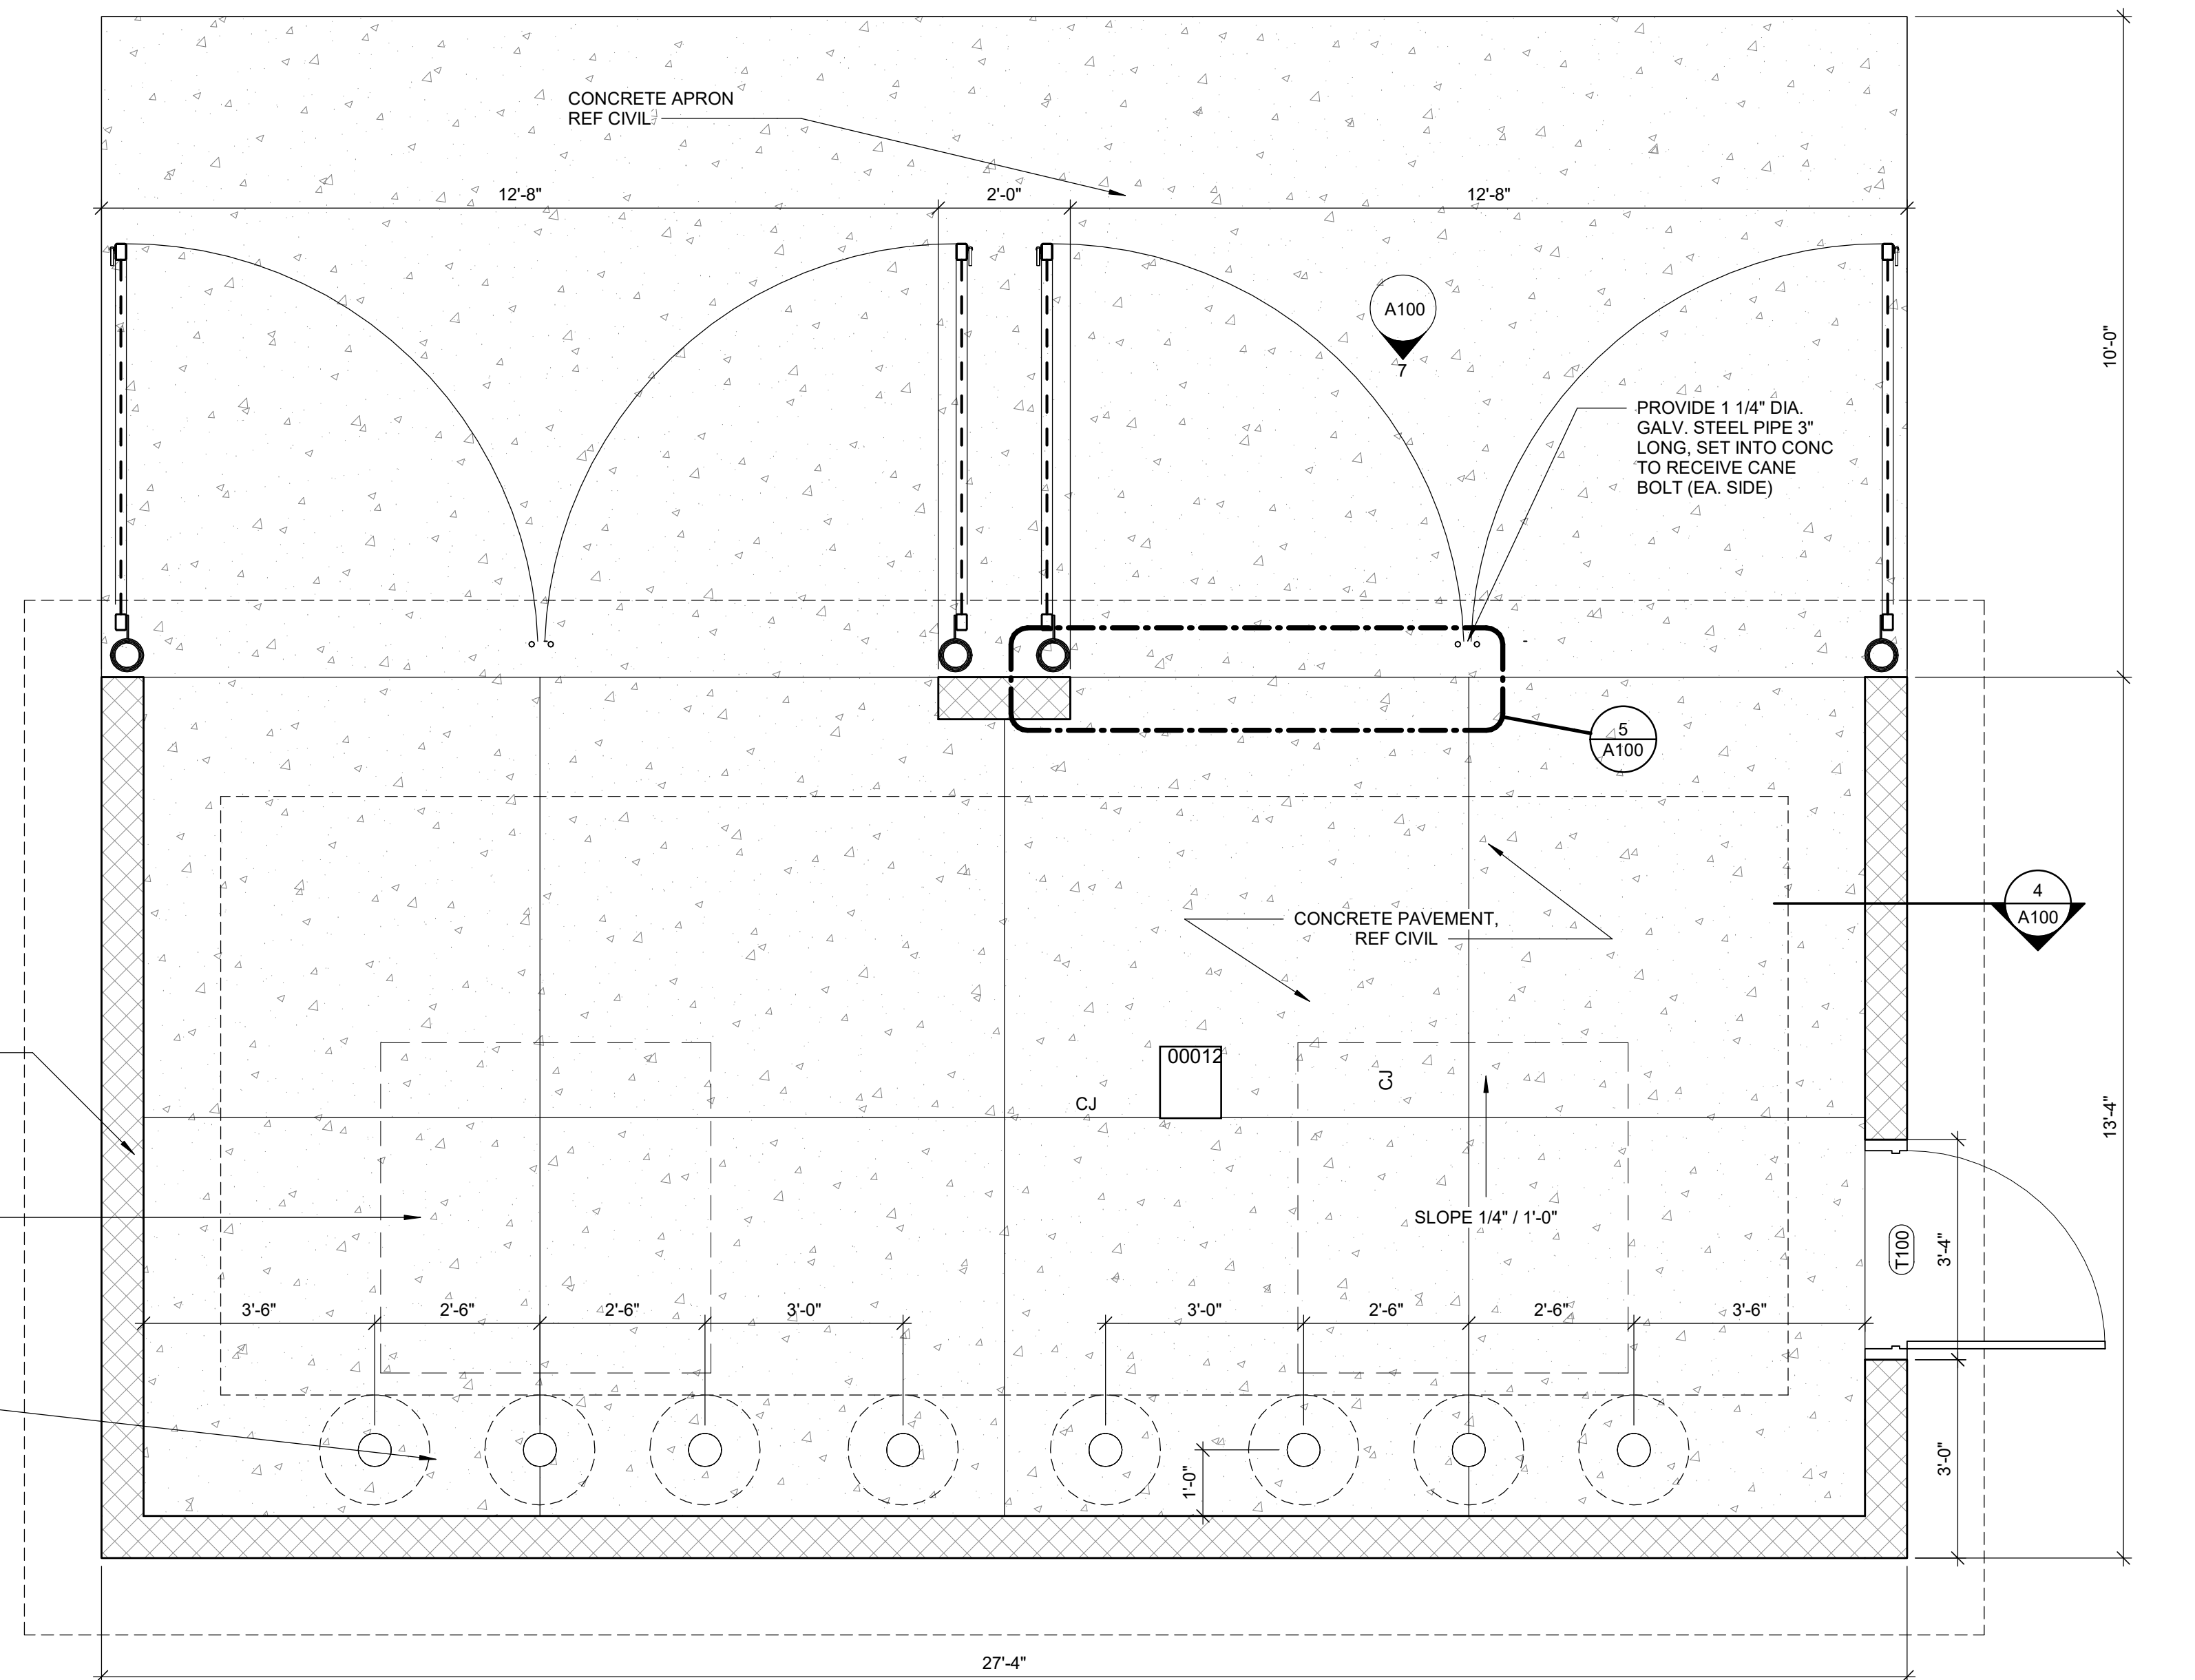 CONCRETE APRON
REF CIVIL
12'-8"
2'-0"
12'-8"
A100
7
10'-0"
PROVIDE 1 1/4" DIA.
GALV. STEEL PIPE 3"
LONG, SET INTO CONC
TO RECEIVE CANE
BOLT (EA. SIDE)
5
A100
4
A100
CONCRETE PAVEMENT,
REF CIVIL
00012
CJ
CJ
13'-4"
SLOPE 1/4" / 1'-0"
T100
3'-4"
3'-6"
2'-6"
2'-6"
3'-0"
3'-0"
2'-6"
2'-6"
3'-6"
1'-0"
3'-0"
27'-4"